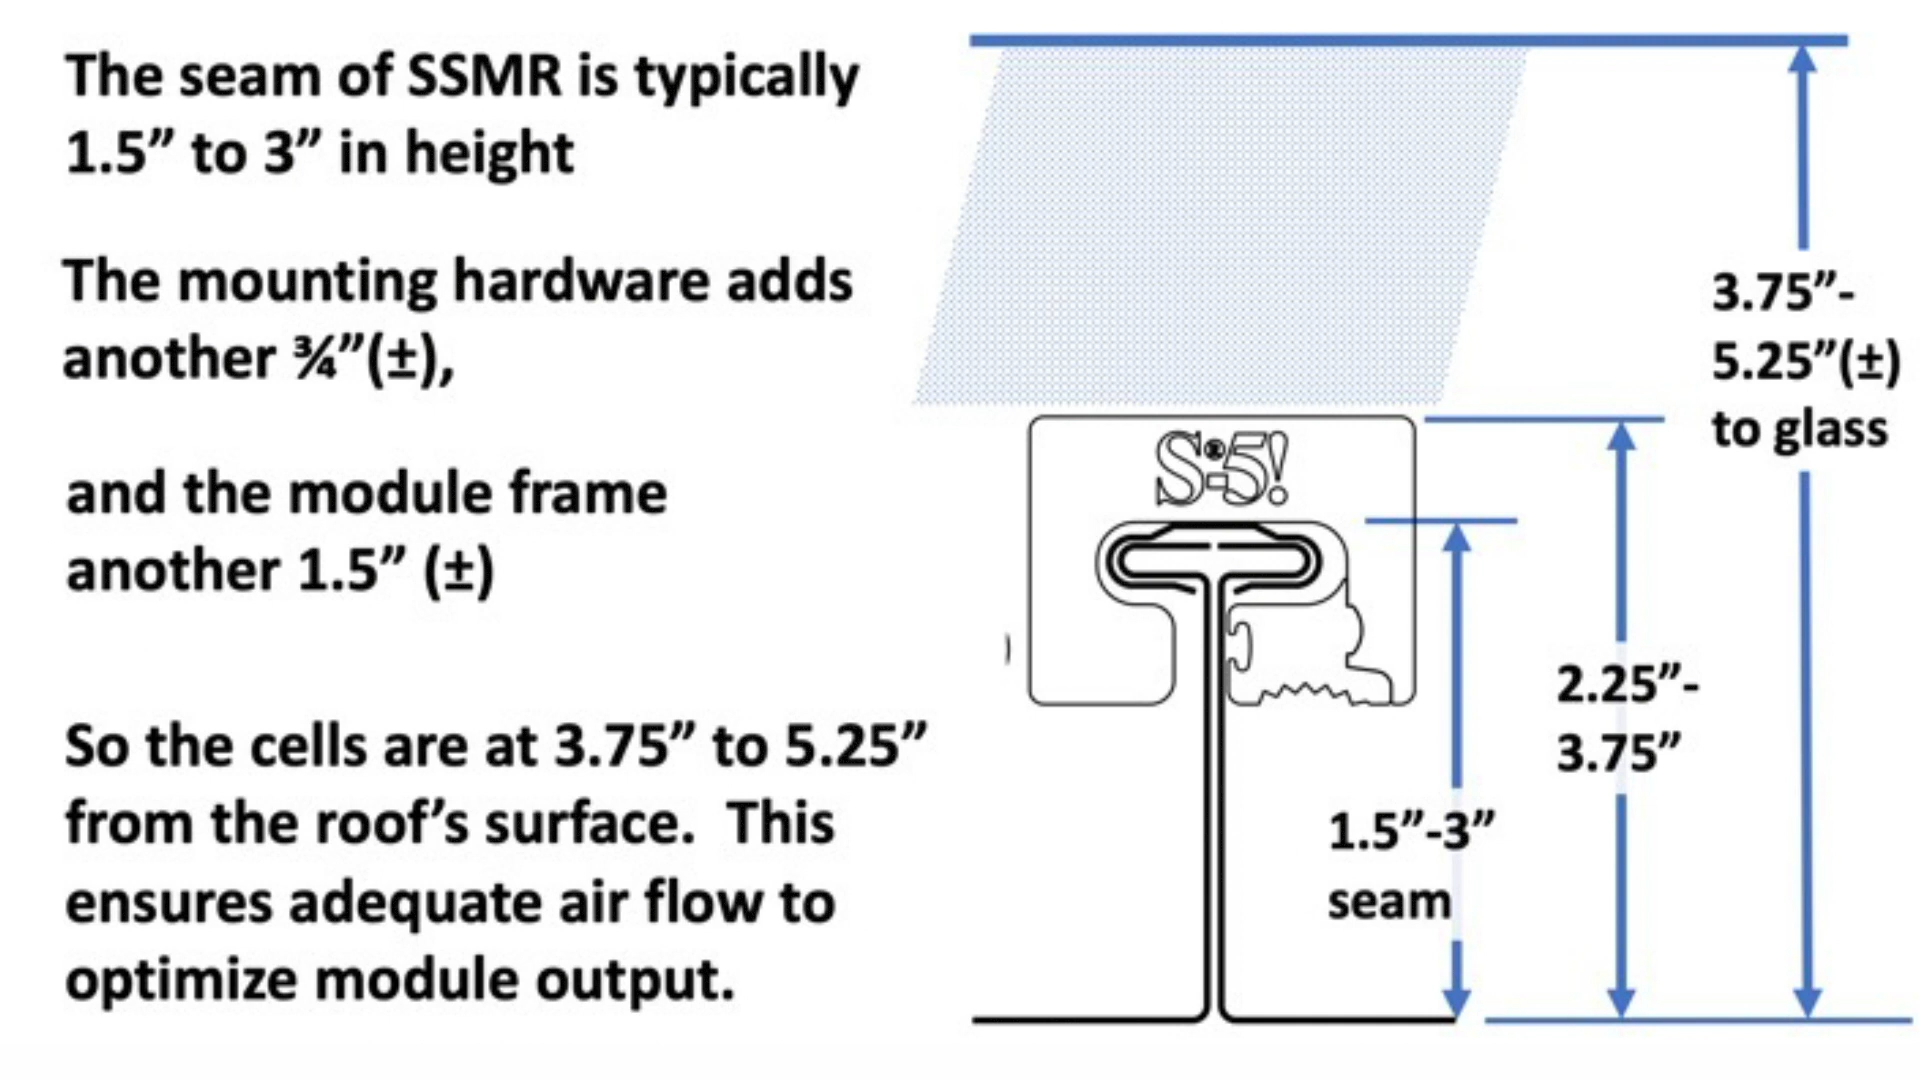 The seam of SSMR is typically
1.5” to 3” in height
The mounting hardware adds
another ¾”(±),
and the module frame
another 1.5” (±)
So the cells are at 3.75” to 5.25”
from the roof’s surface.  This
ensures adequate air flow to
optimize module output.
3.75”-
5.25”(±)
to glass
S-5!
®
2.25”-
3.75”
1.5”-3”
seam
)